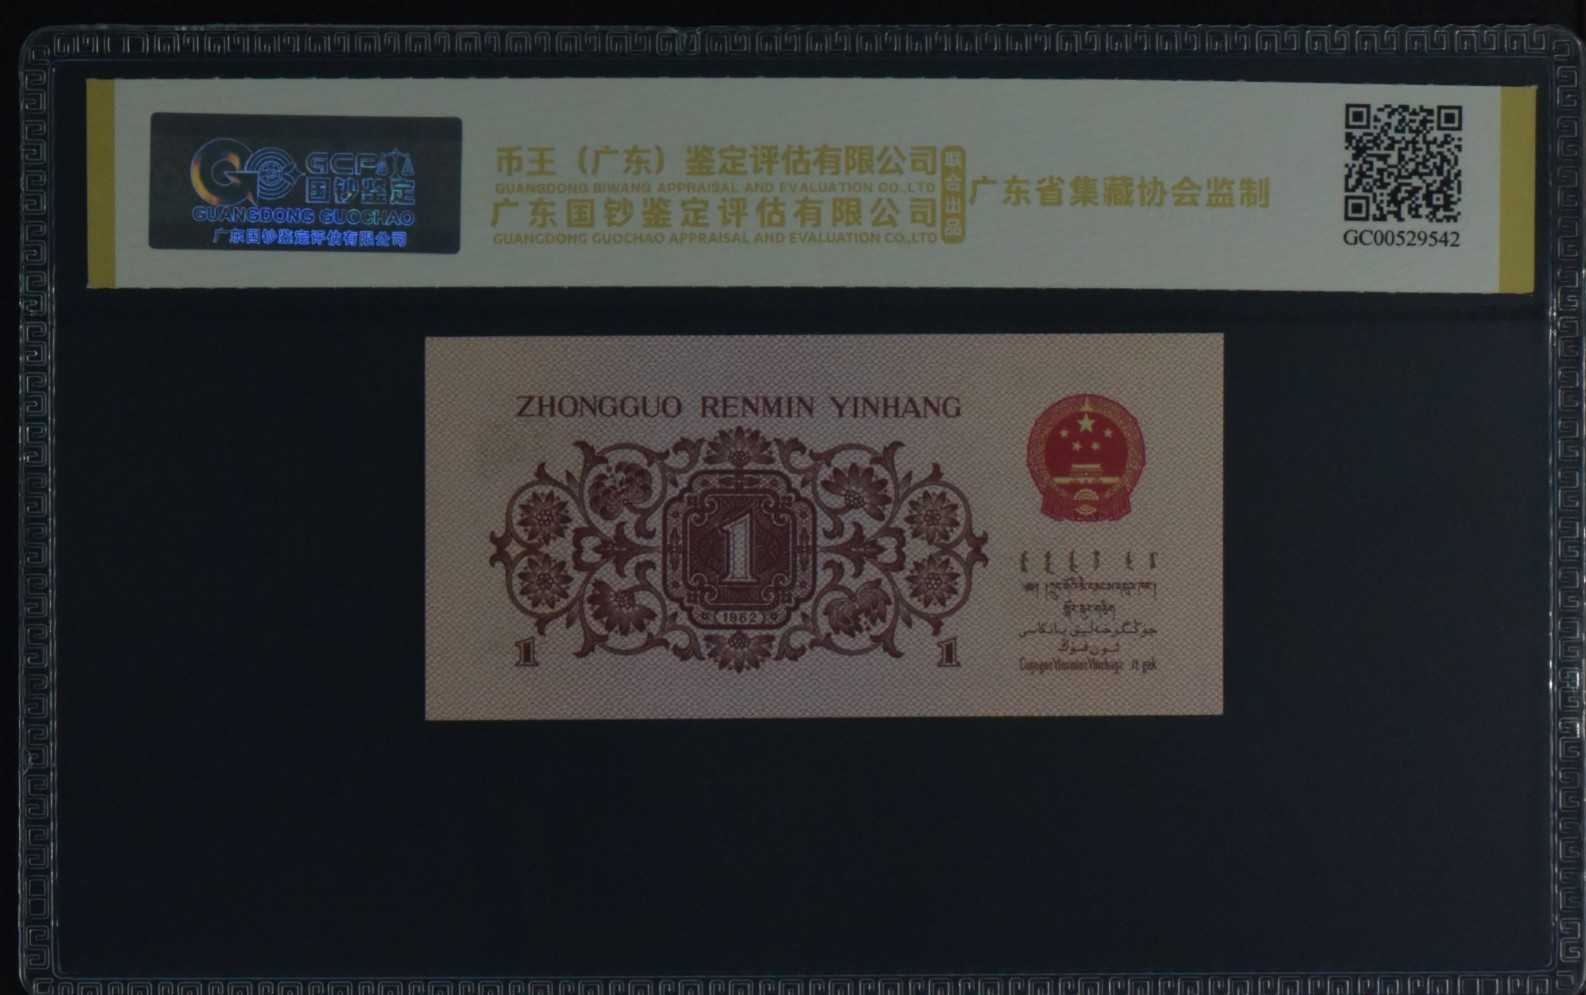 GCP
国钞鉴定
GUANGDONG GUOCHAO
广东国钞鉴定评估有限公司
币王（广东）鉴定评估有限公司
GUANGDONG BIWANG APPRAISAL AND EVALUATION CO.,LTD
广东国钞鉴定评估有限公司
GUANGDONG GUOCHAO APPRAISAL AND EVALUATION CO.,LTD
联合出品
广东省集藏协会监制
GC00529542
ZHONGGUO RENMIN YINHANG
1
1962
1
1